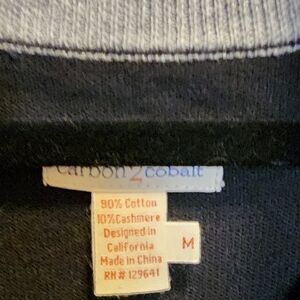 Carbon2cobalt
90% Cotton
10%Cashmere
Designed in
California
Made in China
RN# 129641
M